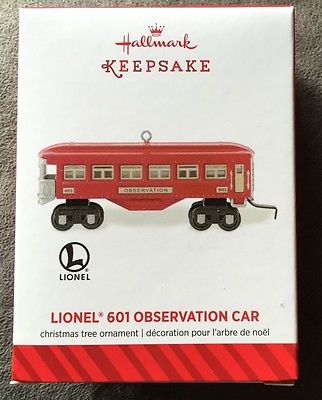 Hallmark
KEEPSAKE
601 OBSERVATION 601
LIONEL
LIONEL® 601 OBSERVATION CAR
christmas tree ornament | décoration pour l'arbre de noël